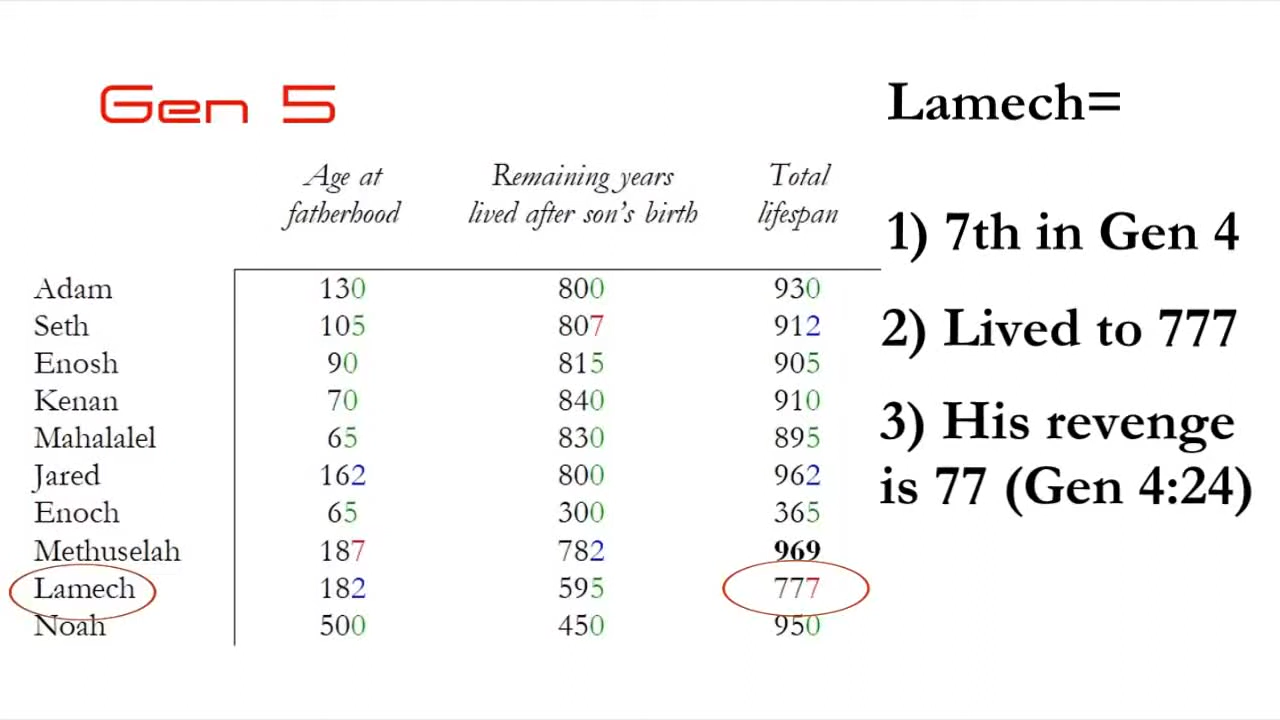 Gen 5
Age at fatherhood Remaining years lived after son's birth Total lifespan
Adam 130 800 930
Seth 105 807 912
Enosh 90 815 905
Kenan 70 840 910
Mahalalel 65 830 895
Jared 162 800 962
Enoch 65 300 365
Methuselah 187 782 969
Lamech 182 595 777
Noah 500 450 950
Lamech=
1) 7th in Gen 4
2) Lived to 777
3) His revenge
is 77 (Gen 4:24)